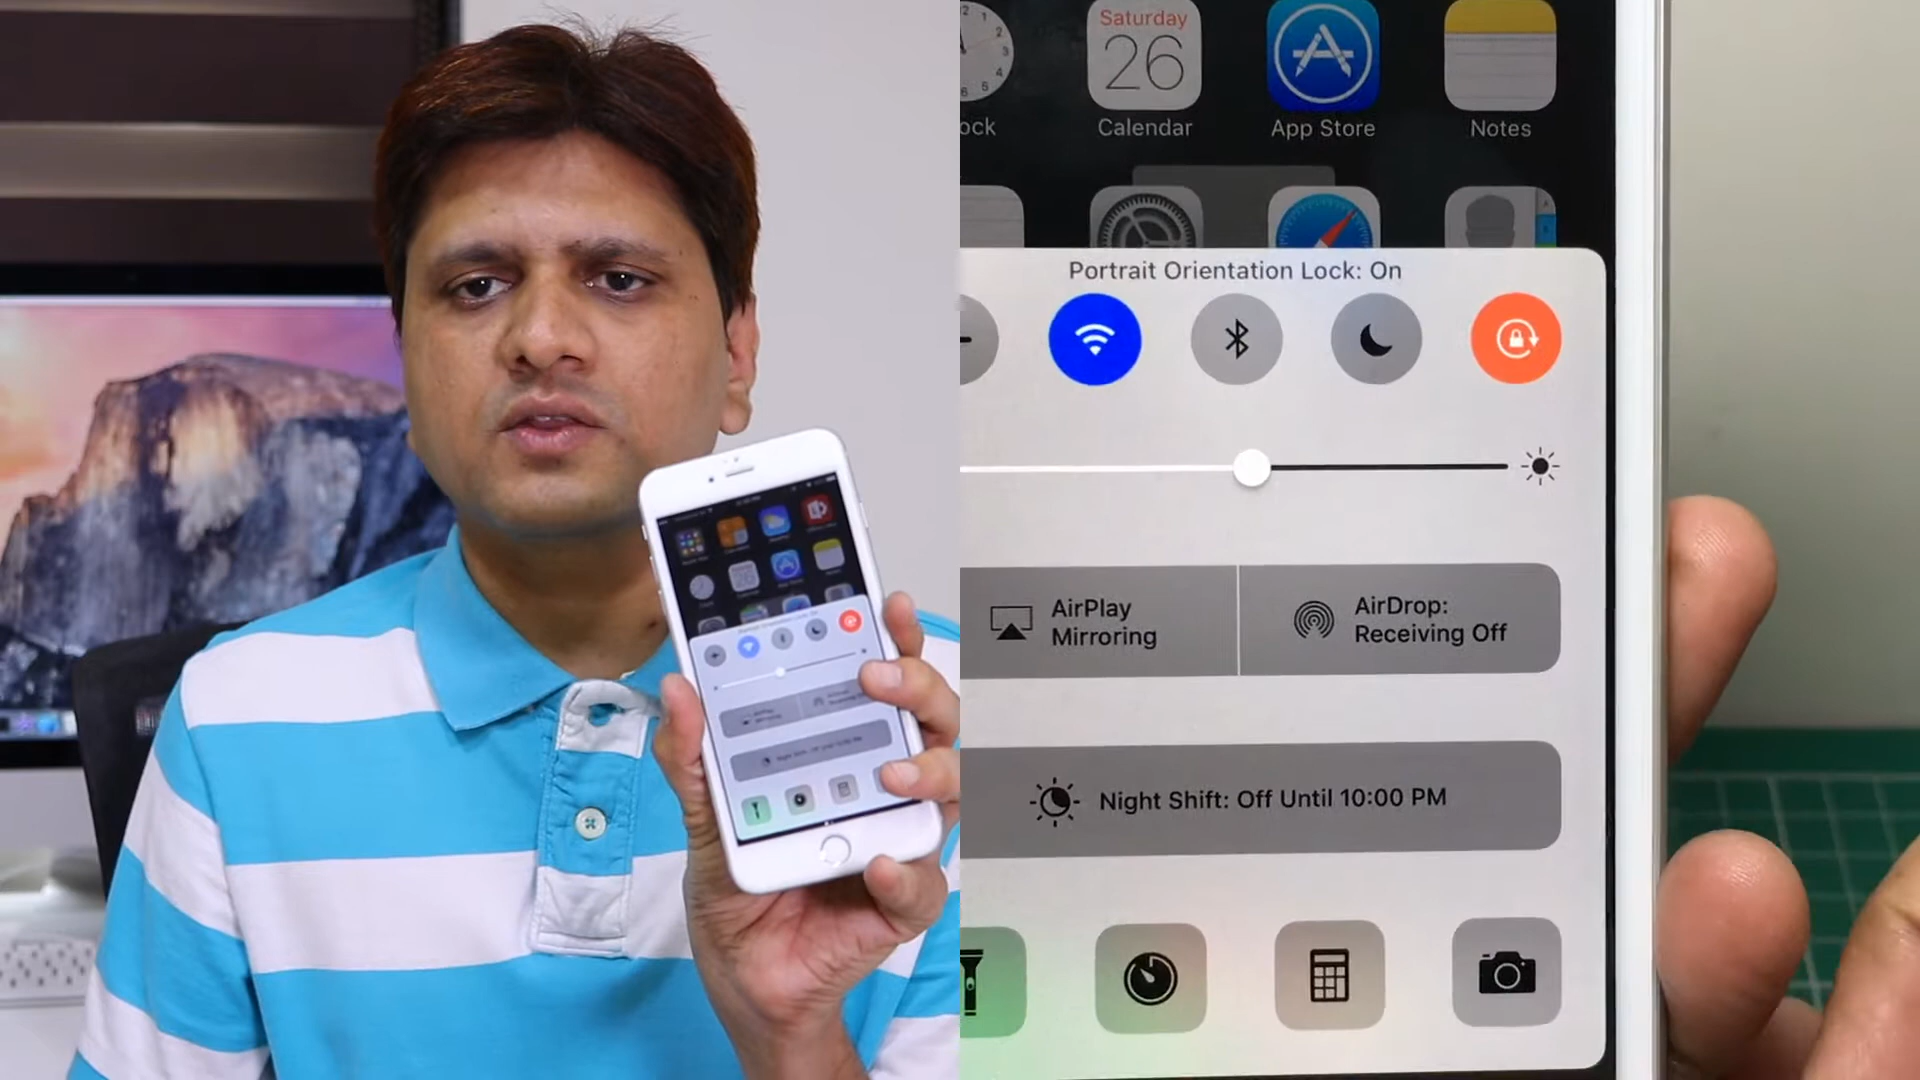 Saturday
26
ock
Calendar
App Store
Notes
Portrait Orientation Lock: On
AirPlay
Mirroring
AirDrop:
Receiving Off
Night Shift: Off Until 10:00 PM